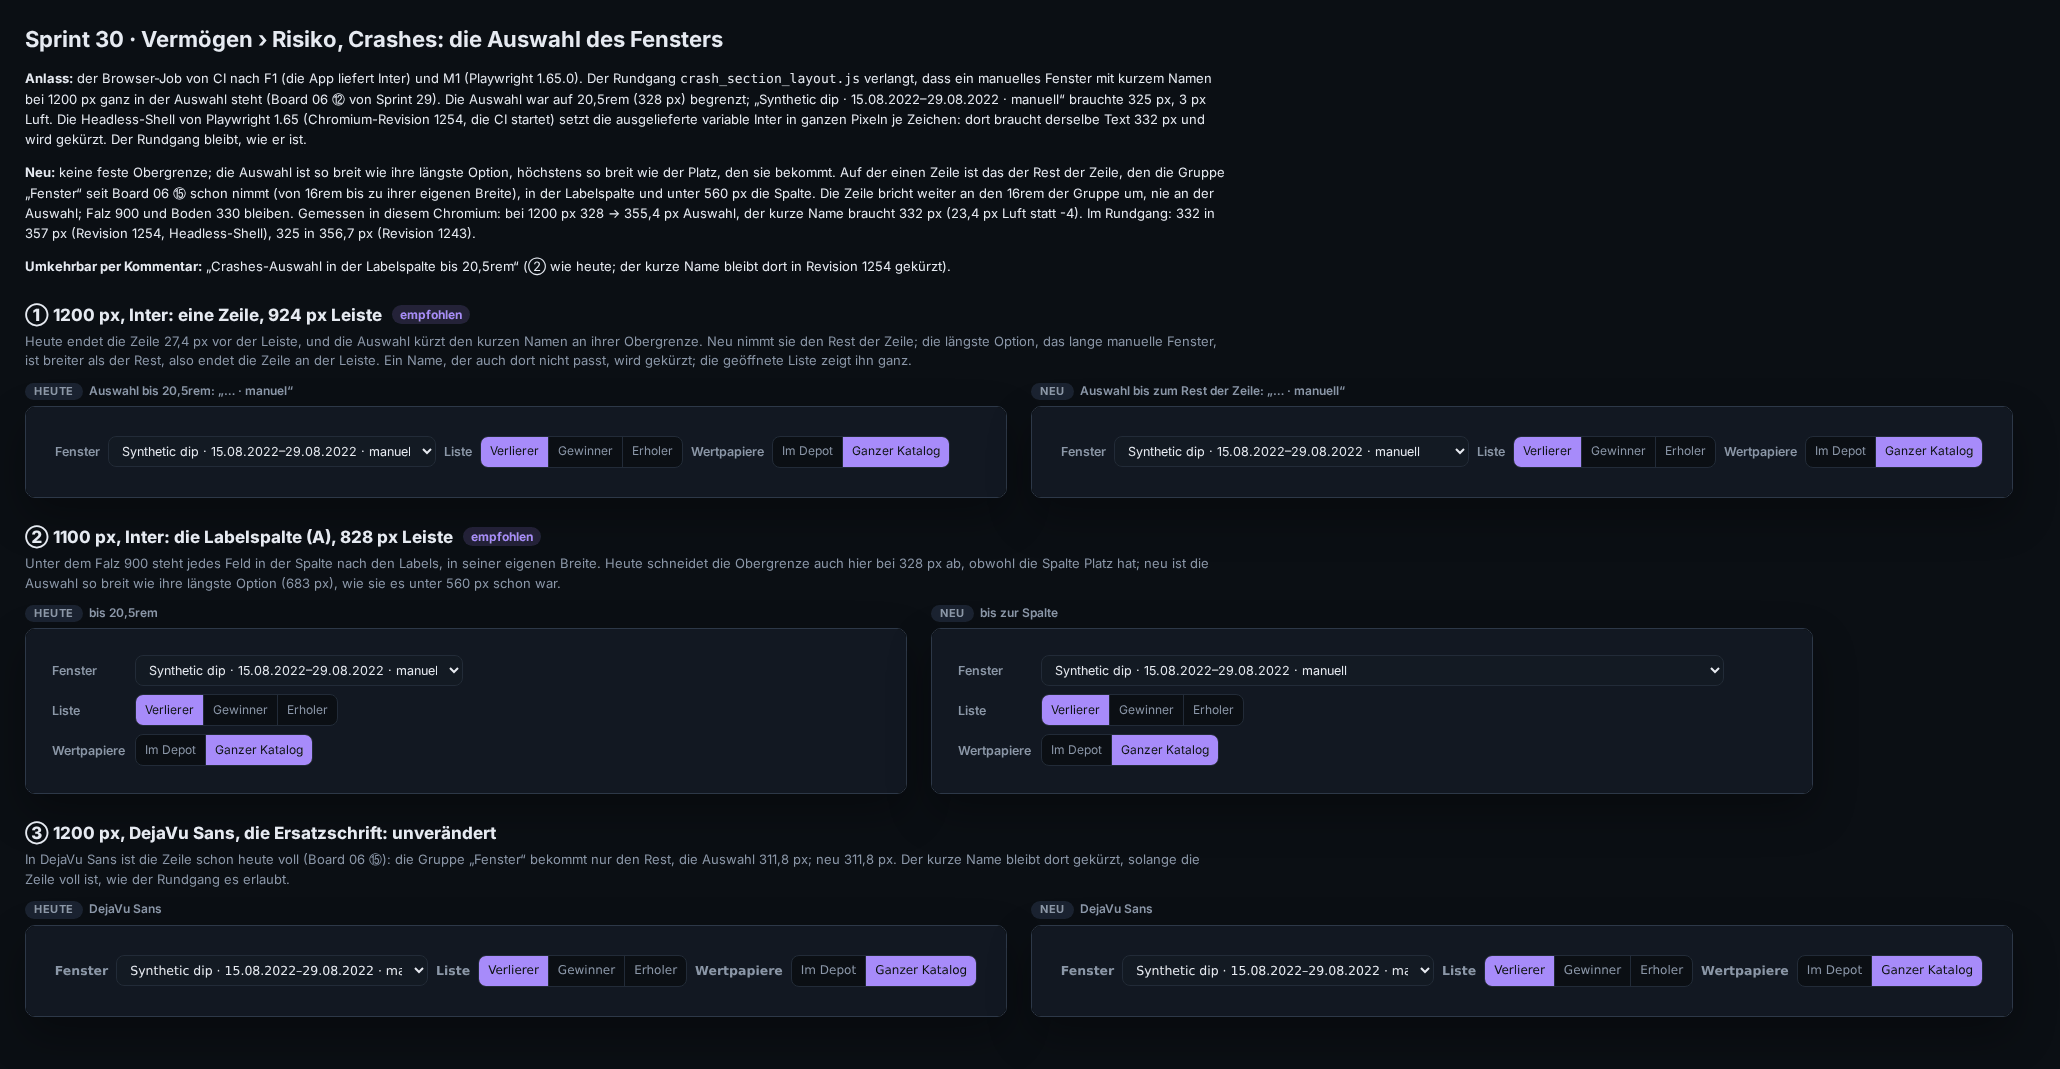 Sprint 30 · Vermögen › Risiko, Crashes: die Auswahl des Fensters
Anlass: der Browser-Job von CI nach F1 (die App liefert Inter) und M1 (Playwright 1.65.0). Der Rundgang crash_section_layout.js verlangt, dass ein manuelles Fenster mit kurzem Namen
bei 1200 px ganz in der Auswahl steht (Board 06 ⑫ von Sprint 29). Die Auswahl war auf 20,5rem (328 px) begrenzt; „Synthetic dip · 15.08.2022–29.08.2022 · manuell“ brauchte 325 px, 3 px
Luft. Die Headless-Shell von Playwright 1.65 (Chromium-Revision 1254, die CI startet) setzt die ausgelieferte variable Inter in ganzen Pixeln je Zeichen: dort braucht derselbe Text 332 px und
wird gekürzt. Der Rundgang bleibt, wie er ist.
Neu: keine feste Obergrenze; die Auswahl ist so breit wie ihre längste Option, höchstens so breit wie der Platz, den sie bekommt. Auf der einen Zeile ist das der Rest der Zeile, den die Gruppe
„Fenster“ seit Board 06 ⑮ schon nimmt (von 16rem bis zu ihrer eigenen Breite), in der Labelspalte und unter 560 px die Spalte. Die Zeile bricht weiter an den 16rem der Gruppe um, nie an der
Auswahl; Falz 900 und Boden 330 bleiben. Gemessen in diesem Chromium: bei 1200 px 328 → 355,4 px Auswahl, der kurze Name braucht 332 px (23,4 px Luft statt -4). Im Rundgang: 332 in
357 px (Revision 1254, Headless-Shell), 325 in 356,7 px (Revision 1243).
Umkehrbar per Kommentar: „Crashes-Auswahl in der Labelspalte bis 20,5rem“ (② wie heute; der kurze Name bleibt dort in Revision 1254 gekürzt).
① 1200 px, Inter: eine Zeile, 924 px Leiste empfohlen
Heute endet die Zeile 27,4 px vor der Leiste, und die Auswahl kürzt den kurzen Namen an ihrer Obergrenze. Neu nimmt sie den Rest der Zeile; die längste Option, das lange manuelle Fenster,
ist breiter als der Rest, also endet die Zeile an der Leiste. Ein Name, der auch dort nicht passt, wird gekürzt; die geöffnete Liste zeigt ihn ganz.
HEUTE Auswahl bis 20,5rem: „… · manuel“
Fenster Synthetic dip · 15.08.2022–29.08.2022 · manuel Liste Verlierer Gewinner Erholer Wertpapiere Im Depot Ganzer Katalog
NEU Auswahl bis zum Rest der Zeile: „… · manuell“
Fenster Synthetic dip · 15.08.2022–29.08.2022 · manuell Liste Verlierer Gewinner Erholer Wertpapiere Im Depot Ganzer Katalog
② 1100 px, Inter: die Labelspalte (A), 828 px Leiste empfohlen
Unter dem Falz 900 steht jedes Feld in der Spalte nach den Labels, in seiner eigenen Breite. Heute schneidet die Obergrenze auch hier bei 328 px ab, obwohl die Spalte Platz hat; neu ist die
Auswahl so breit wie ihre längste Option (683 px), wie sie es unter 560 px schon war.
HEUTE bis 20,5rem
Fenster Synthetic dip · 15.08.2022–29.08.2022 · manuel
Liste Verlierer Gewinner Erholer
Wertpapiere Im Depot Ganzer Katalog
NEU bis zur Spalte
Fenster Synthetic dip · 15.08.2022–29.08.2022 · manuell
Liste Verlierer Gewinner Erholer
Wertpapiere Im Depot Ganzer Katalog
③ 1200 px, DejaVu Sans, die Ersatzschrift: unverändert
In DejaVu Sans ist die Zeile schon heute voll (Board 06 ⑮): die Gruppe „Fenster“ bekommt nur den Rest, die Auswahl 311,8 px; neu 311,8 px. Der kurze Name bleibt dort gekürzt, solange die
Zeile voll ist, wie der Rundgang es erlaubt.
HEUTE DejaVu Sans
Fenster Synthetic dip · 15.08.2022–29.08.2022 · ma Liste Verlierer Gewinner Erholer Wertpapiere Im Depot Ganzer Katalog
NEU DejaVu Sans
Fenster Synthetic dip · 15.08.2022–29.08.2022 · ma Liste Verlierer Gewinner Erholer Wertpapiere Im Depot Ganzer Katalog